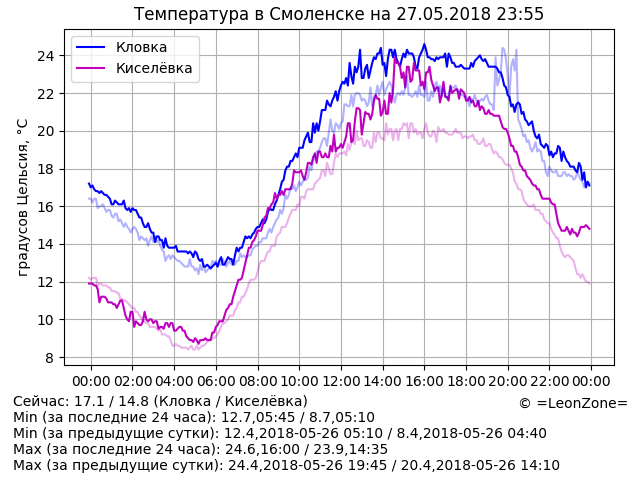 Температура в Смоленске на 27.05.2018 23:55
Кловка
Киселёвка
градусов Цельсия, °C
24
22
20
18
16
14
12
10
8
00:00 02:00 04:00 06:00 08:00 10:00 12:00 14:00 16:00 18:00 20:00 22:00 00:00
Сейчас: 17.1 / 14.8 (Кловка / Киселёвка)
© =LeonZone=
Min (за последние 24 часа): 12.7,05:45 / 8.7,05:10
Min (за предыдущие сутки): 12.4,2018-05-26 05:10 / 8.4,2018-05-26 04:40
Max (за последние 24 часа): 24.6,16:00 / 23.9,14:35
Max (за предыдущие сутки): 24.4,2018-05-26 19:45 / 20.4,2018-05-26 14:10